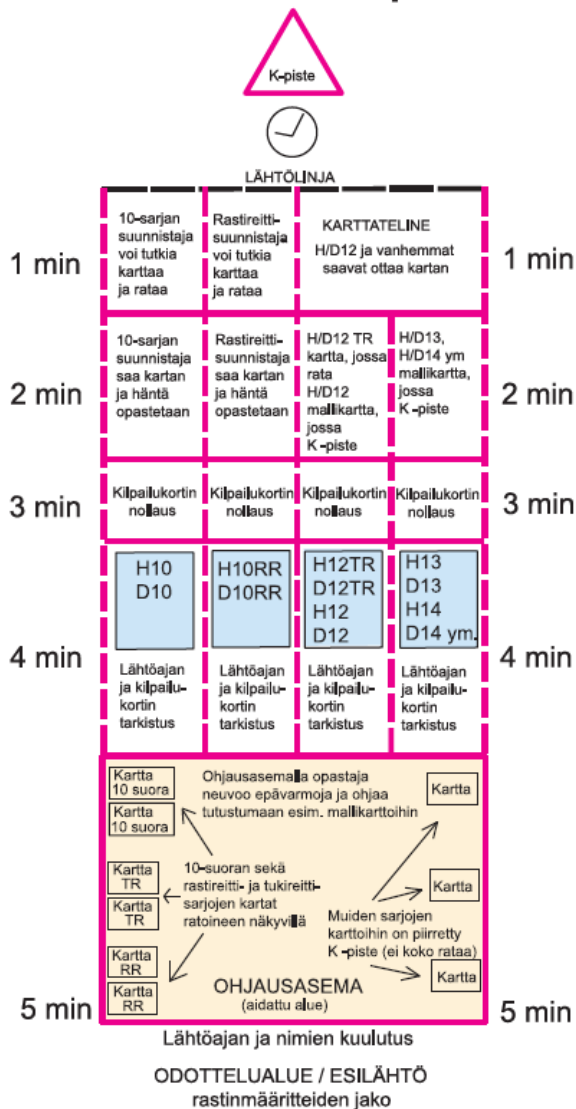 K-piste
LÄHTÖLINJA
1 min
10-sarjan
suunnistaja
voi tutkia
karttaa
ja rataa
Rastireitti-
suunnistaja
voi tutkia
karttaa
ja rataa
KARTTATELINE
H/D12 ja vanhemmat
saavat ottaa kartan
1 min
2 min
10-sarjan
suunnistaja
saa kartan
ja häntä
opastetaan
Rastireitti-
suunnistaja
saa kartan
ja häntä
opastetaan
H/D12 TR
kartta, jossa
rata
H/D12
mallikartta,
jossa
K -piste
H/D13,
H/D14 ym
mallikartta,
jossa
K -piste
2 min
3 min
Kilpailukortin
nollaus
Kilpailukortin
nollaus
Kilpailukortin
nollaus
Kilpailukortin
nollaus
3 min
4 min
H10
D10
H10RR
D10RR
H12TR
D12TR
H12
D12
H13
D13
H14
D14 ym.
4 min
Lähtöajan
ja kilpailu-
kortin
tarkistus
Lähtöajan
ja kilpailu-
kortin
tarkistus
Lähtöajan
ja kilpailu-
kortin
tarkistus
Lähtöajan
ja kilpailu-
kortin
tarkistus
Kartta
10 suora
Kartta
10 suora
Ohjausasemalla opastaja
neuvoo epävarmoja ja ohjaa
tutustumaan esim. mallikarttoihin
Kartta
Kartta
TR
Kartta
TR
10-suoran sekä
rastireitti- ja tukireitti-
sarjojen kartat
ratoineen näkyvillä
Kartta
Muiden sarjojen
karttoihin on piirretty
K -piste (ei koko rataa)
Kartta
RR
Kartta
RR
Kartta
OHJAUSASEMA
(aidattu alue)
5 min
5 min
Lähtöajan ja nimien kuulutus
ODOTTELUALUE / ESILÄHTÖ
rastinmääritteiden jako